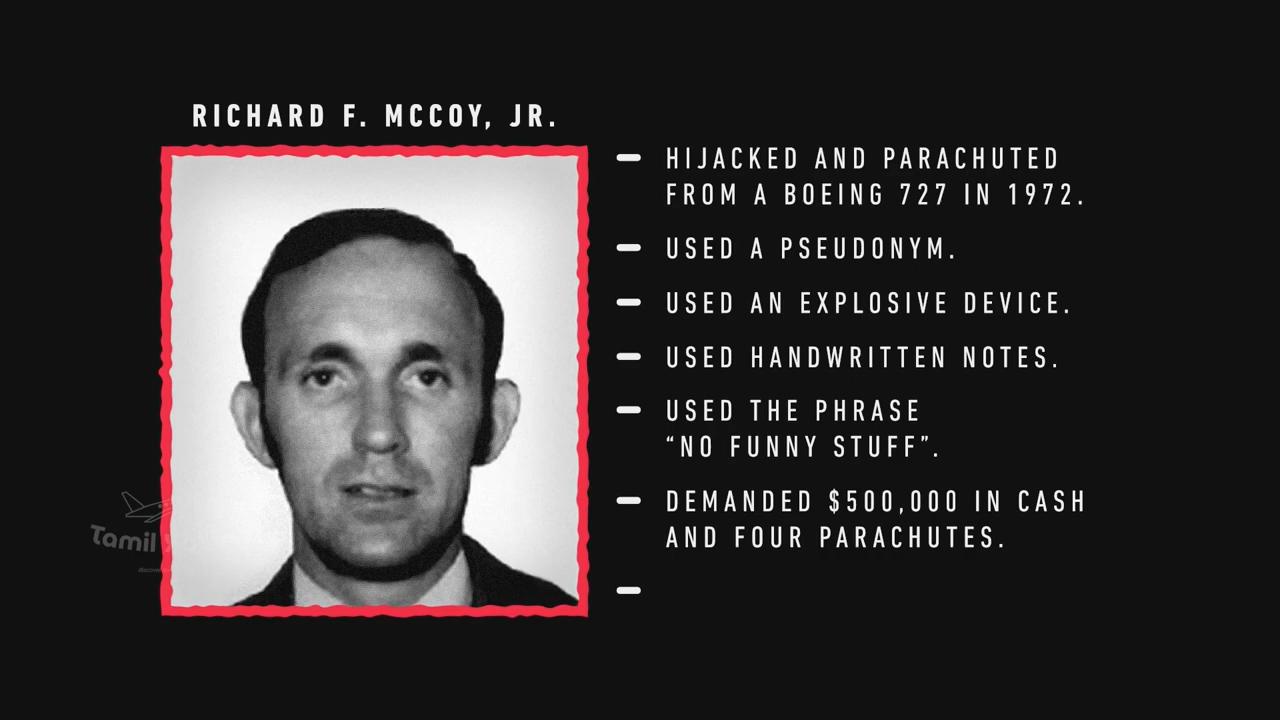 RICHARD F. MCCOY, JR.
HIJACKED AND PARACHUTED
FROM A BOEING 727 IN 1972.
USED A PSEUDONYM.
USED AN EXPLOSIVE DEVICE.
USED HANDWRITTEN NOTES.
USED THE PHRASE
“NO FUNNY STUFF”.
DEMANDED $500,000 IN CASH
AND FOUR PARACHUTES.
Tamil